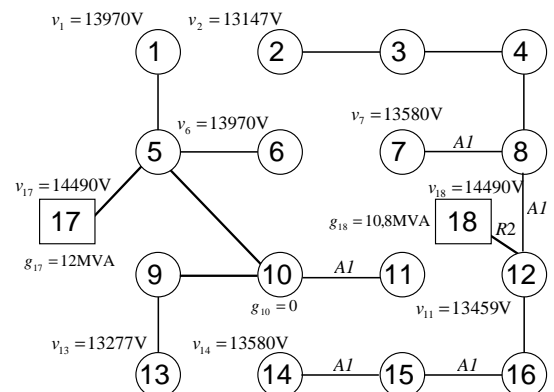 v1 = 13970V
v2 = 13147V
1 2 3 4
v6 = 13970V
v7 = 13580V
5 6 7 A1 8
v17 = 14490V
v18 = 14490V
A1
17
g18 = 10,8MVA
18
R2
g17 = 12MVA
9 10 A1 11 12
g10 = 0
v11 = 13459V
v13 = 13277V
v14 = 13580V
13 14 A1 15 A1 16